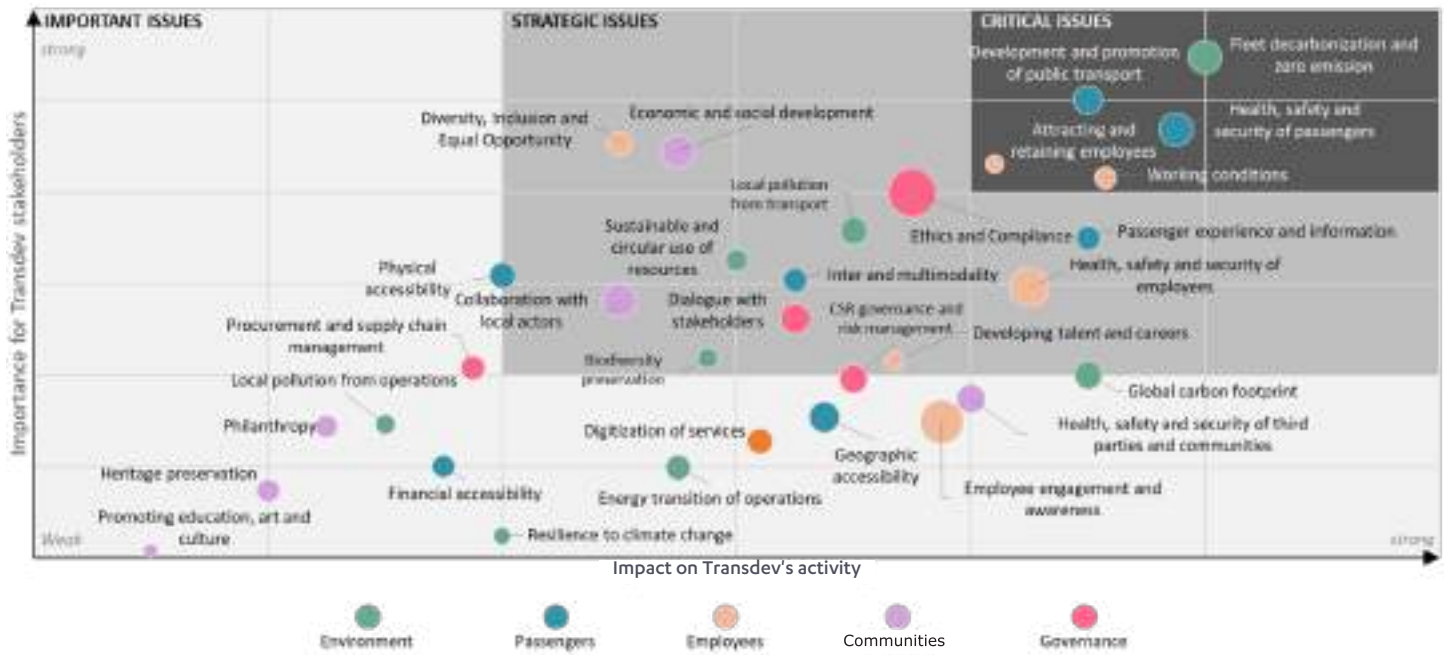 IMPORTANT ISSUES
STRATEGIC ISSUES
CRITICAL ISSUES
strong
Development and promotion
of public transport
Fleet decarbonization and
zero emission
Health, safety and
security of passengers
Attracting and
retaining employees
Working conditions
Diversity, Inclusion and
Equal Opportunity
Economic and social development
Local pollution
from transport
Sustainable and
circular use of
resources
Ethics and Compliance
Passenger experience and information
Physical
accessibility
Inter and multimodality
Health, safety and security of
employees
Collaboration with
local actors
Dialogue with
stakeholders
CSR governance and
risk management
Developing talent and careers
Procurement and supply chain
management
Biodiversity
preservation
Local pollution from operations
Global carbon footprint
Philanthropy
Digitization of services
Health, safety and security of third
parties and communities
Geographic
accessibility
Heritage preservation
Financial accessibility
Energy transition of operations
Employee engagement and
awareness
Promoting education, art and
culture
Resilience to climate change
Weak
strong
Importance for Transdev stakeholders
Impact on Transdev's activity
Environment
Passengers
Employees
Communities
Governance